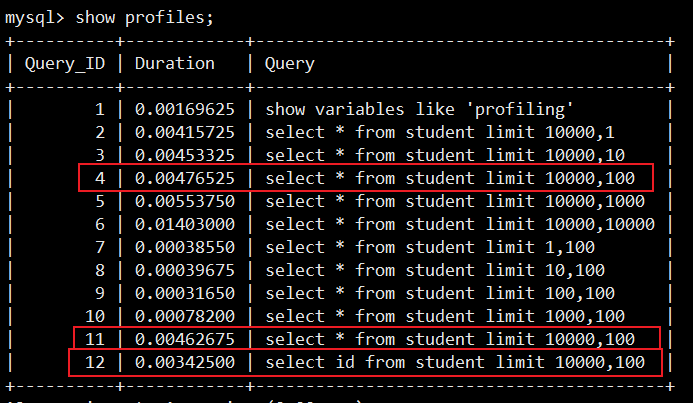 mysql> show profiles;
+----------+------------+------------------------------------------+
| Query_ID | Duration | Query |
+----------+------------+------------------------------------------+
| 1 | 0.00169625 | show variables like 'profiling' |
| 2 | 0.00415725 | select * from student limit 10000,1 |
| 3 | 0.00453325 | select * from student limit 10000,10 |
| 4 | 0.00476525 | select * from student limit 10000,100 |
| 5 | 0.00553750 | select * from student limit 10000,1000 |
| 6 | 0.01403000 | select * from student limit 10000,10000 |
| 7 | 0.00038550 | select * from student limit 1,100 |
| 8 | 0.00039675 | select * from student limit 10,100 |
| 9 | 0.00031650 | select * from student limit 100,100 |
| 10 | 0.00078200 | select * from student limit 1000,100 |
| 11 | 0.00462675 | select * from student limit 10000,100 |
| 12 | 0.00342500 | select id from student limit 10000,100 |
+----------+------------+------------------------------------------+